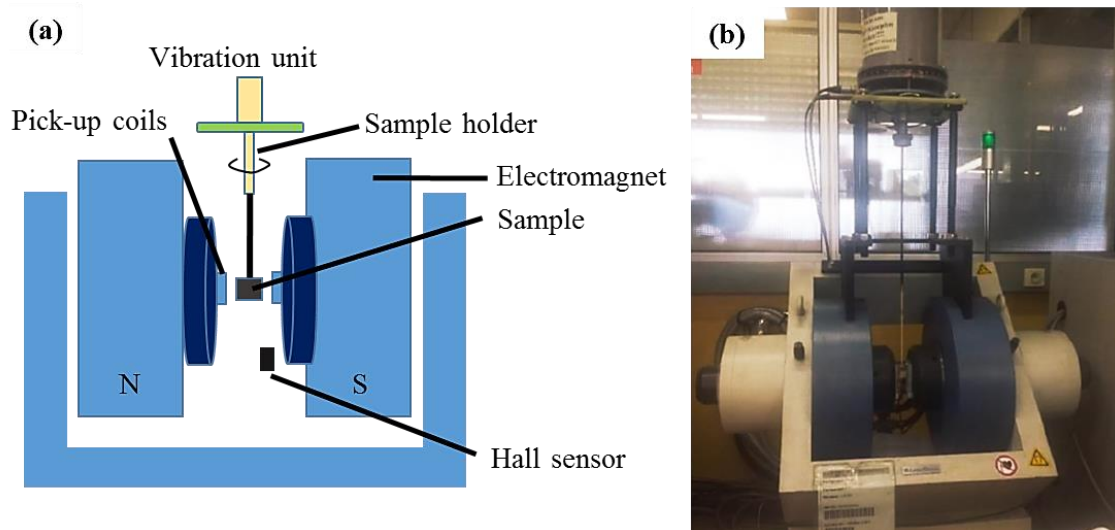 (a)
Vibration unit
Pick-up coils
Sample holder
Electromagnet
Sample
N
S
Hall sensor
(b)